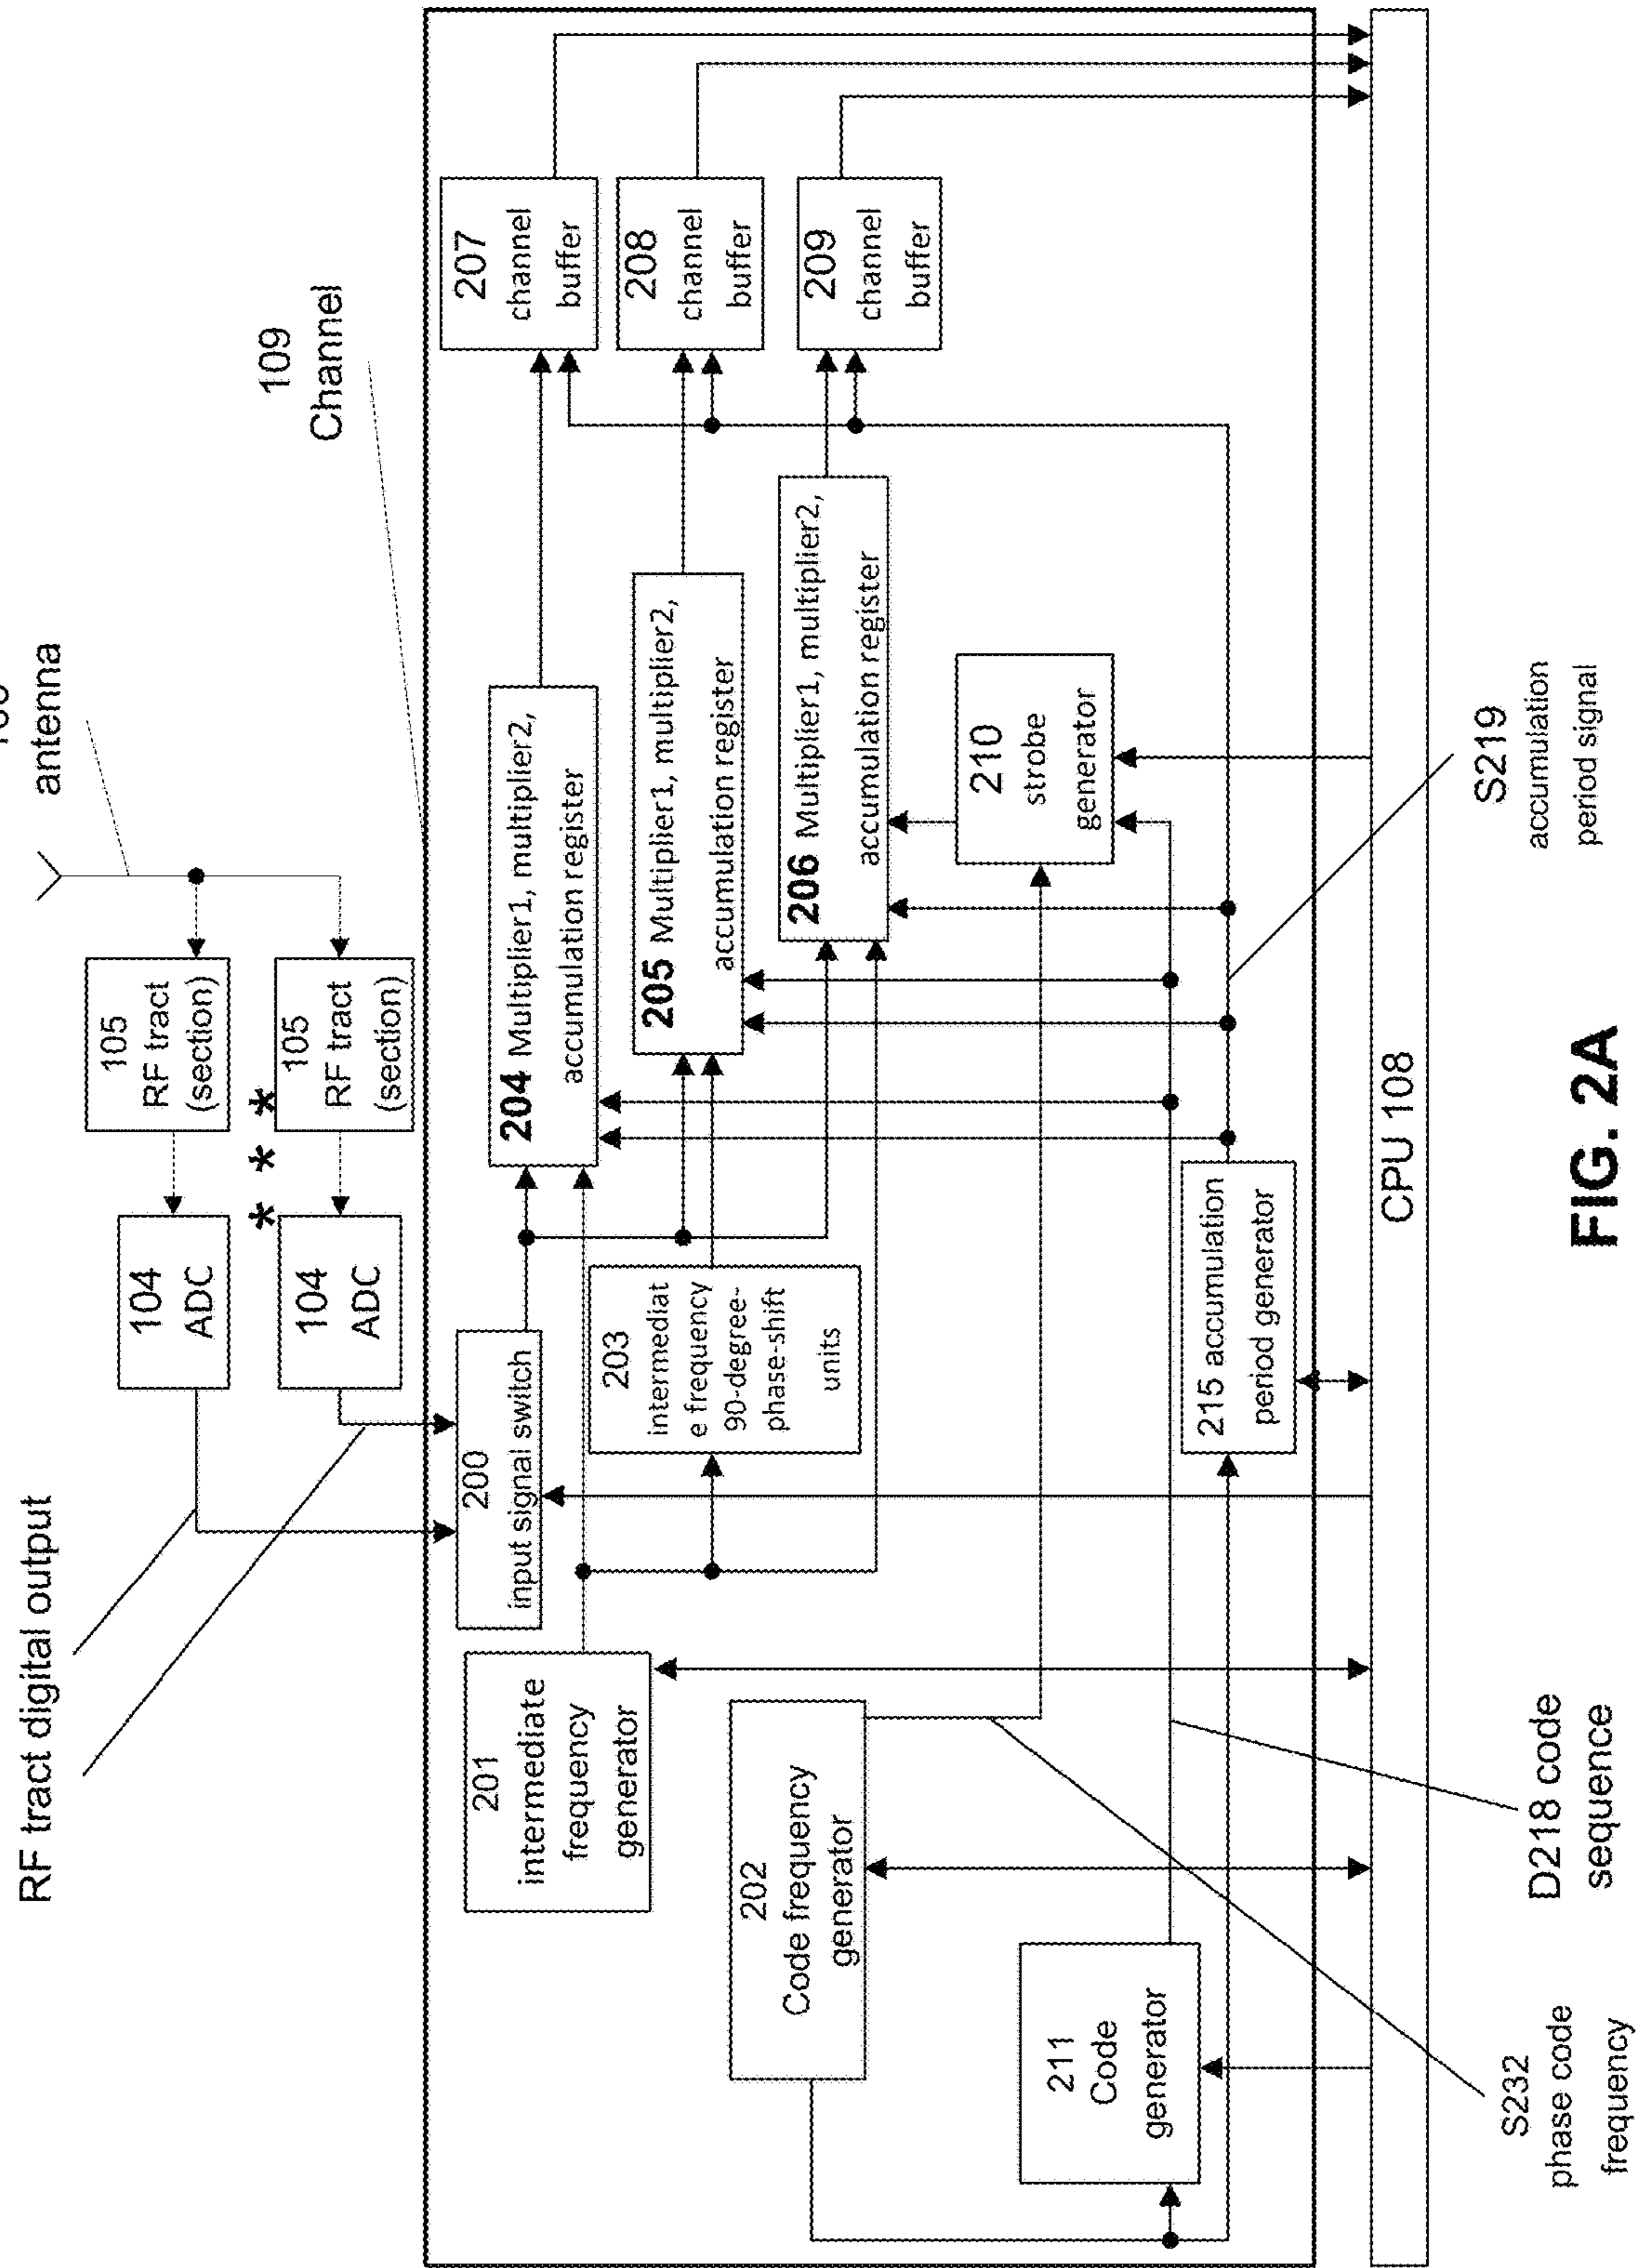 RF tract digital output
104
ADC
105
RF tract
(section)
antenna
* * *
104
ADC
105
RF tract
(section)
109
Channel
200
input signal switch
201
intermediate
frequency
generator
204 Multiplier1, multiplier2,
accumulation register
207
channel
buffer
203
intermediat
e frequency
90-degree-
phase-shift
units
205 Multiplier1, multiplier2,
accumulation register
208
channel
buffer
202
Code frequency
generator
206 Multiplier1, multiplier2,
accumulation register
209
channel
buffer
210
strobe
generator
211
Code
generator
215 accumulation
period generator
CPU 108
S232
phase code
frequency
D218 code
sequence
S219
accumulation
period signal
FIG. 2A